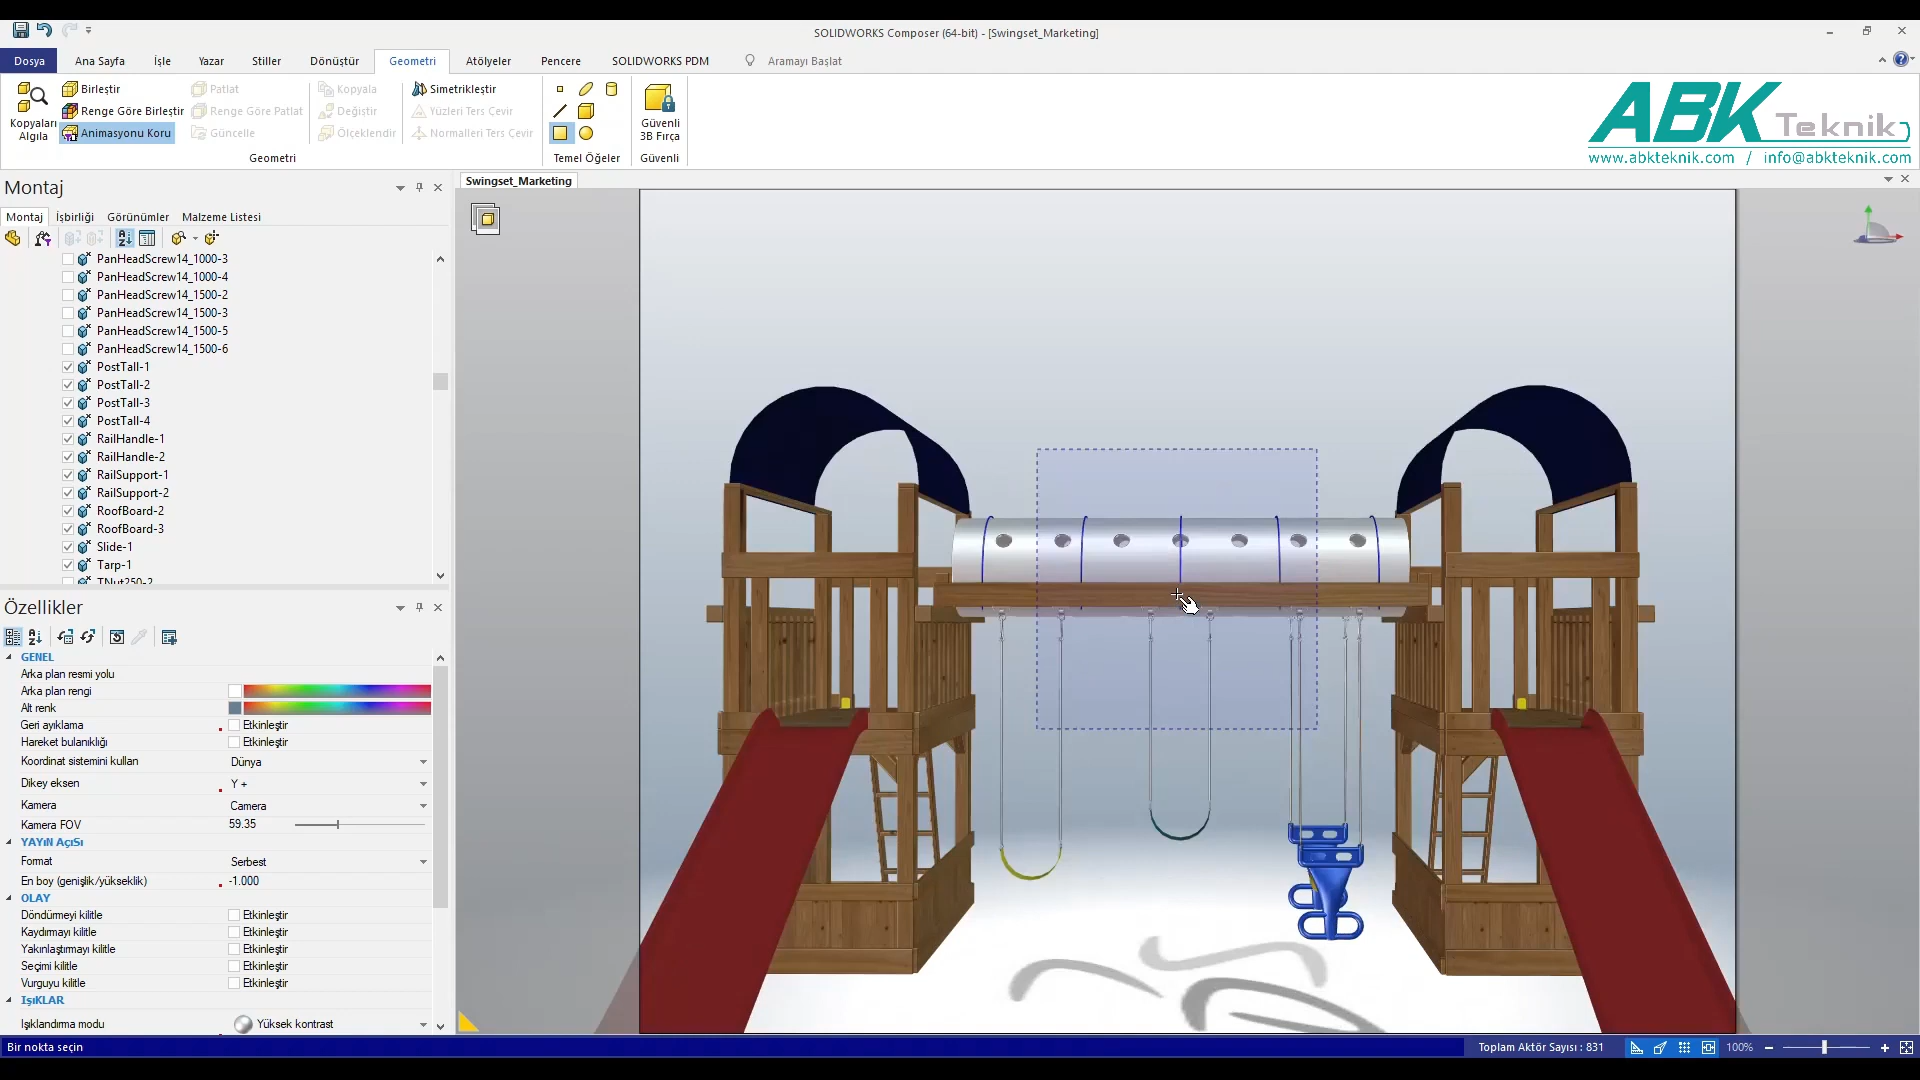 SOLIDWORKS Composer (64-bit) - [Swingset_Marketing]
Dosya Ana Sayfa İşle Yazar Stiller Dönüştür Geometri Atölyeler Pencere SOLIDWORKS PDM Aramayı Başlat
Kopyaları Algıla
Birleştir
Renge Göre Birleştir
Animasyonu Koru
Patlat
Renge Göre Patlat
Güncelle
Kopyala
Değiştir
Ölçeklendir
Simetrikleştir
Yüzleri Ters Çevir
Normalleri Ters Çevir
Güvenli
3B Fırça
Geometri Temel Öğeler Güvenli
ABK Teknik
www.abkteknik.com / info@abkteknik.com
Montaj
Swingset_Marketing
Montaj İşbirliği Görünümler Malzeme Listesi
PanHeadScrew14_1000-3
PanHeadScrew14_1000-4
PanHeadScrew14_1500-2
PanHeadScrew14_1500-3
PanHeadScrew14_1500-5
PanHeadScrew14_1500-6
PostTall-1
PostTall-2
PostTall-3
PostTall-4
RailHandle-1
RailHandle-2
RailSupport-1
RailSupport-2
RoofBoard-2
RoofBoard-3
Slide-1
Tarp-1
TNut250-2
Özellikler
GENEL
Arka plan resmi yolu
Arka plan rengi
Alt renk
Geri ayıklama Etkinleştir
Hareket bulanıklığı Etkinleştir
Koordinat sistemini kullan Dünya
Dikey eksen Y +
Kamera Camera
Kamera FOV 59.35
YAYıN AçıSı
Format Serbest
En boy (genişlik/yükseklik) -1.000
OLAY
Döndürmeyi kilitle Etkinleştir
Kaydırmayı kilitle Etkinleştir
Yakınlaştırmayı kilitle Etkinleştir
Seçimi kilitle Etkinleştir
Vurguyu kilitle Etkinleştir
IşıKLAR
Işıklandırma modu Yüksek kontrast
Bir nokta seçin
Toplam Aktör Sayısı : 831
100%